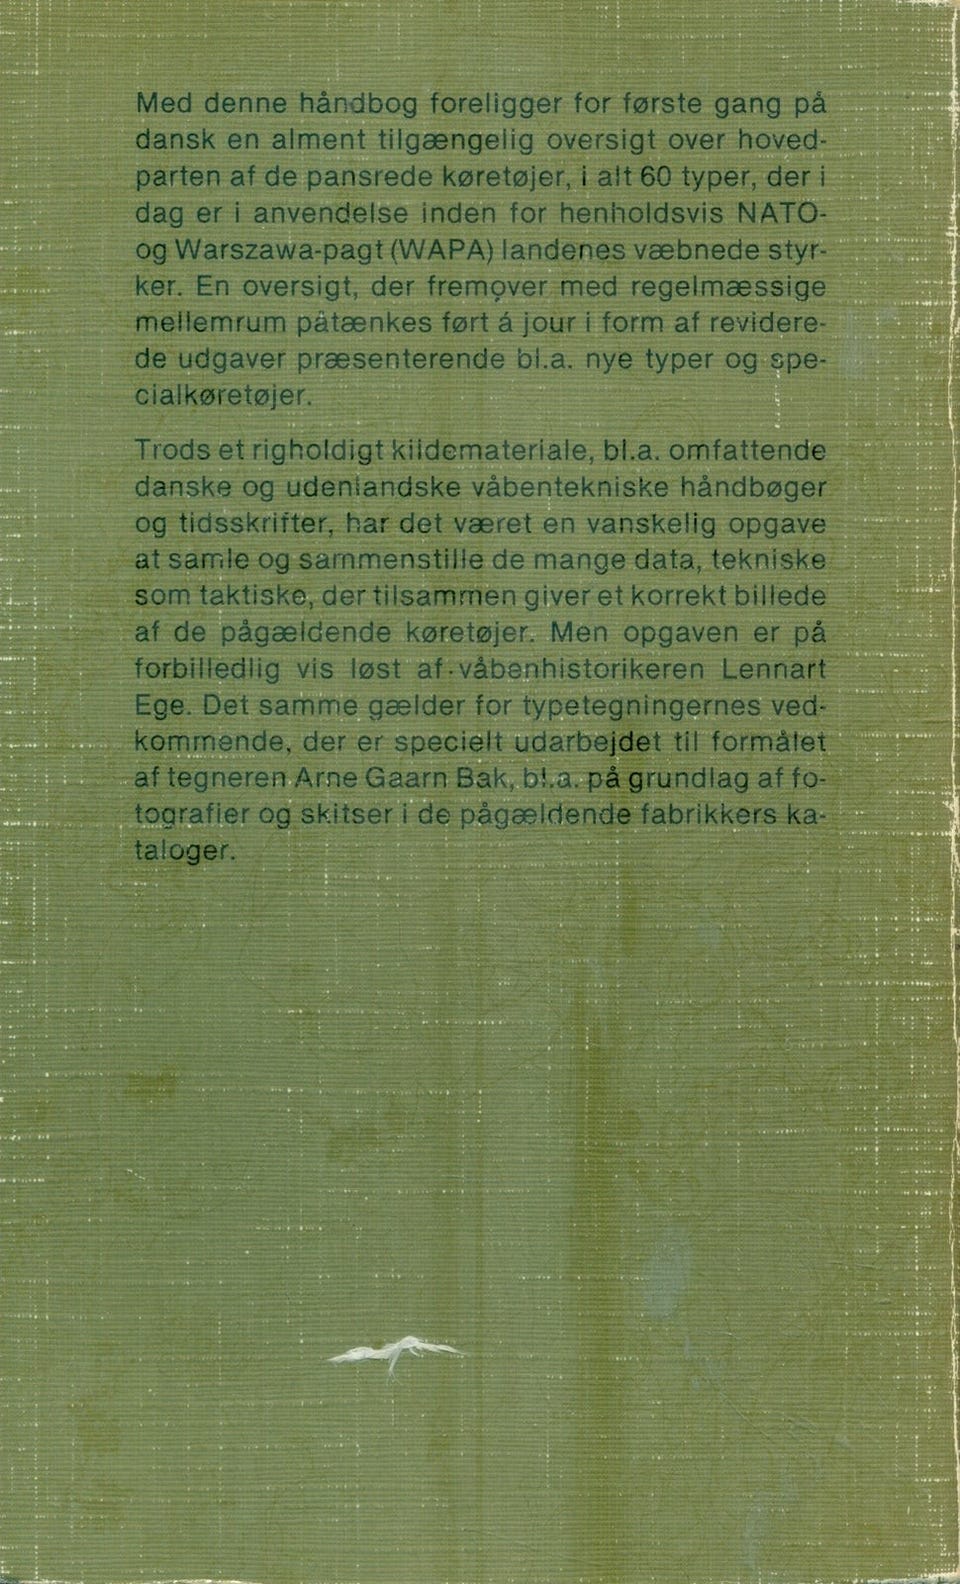 Med denne håndbog foreligger for første gang på
dansk en alment tilgængelig oversigt over hoved-
parten af de pansrede køretøjer, i alt 60 typer, der i
dag er i anvendelse inden for henholdsvis NATO-
og Warszawa-pagt (WAPA) landenes væbnede styr-
ker. En oversigt, der fremover med regelmæssige
mellemrum påtænkes ført á jour i form af revidere-
de udgaver præsenterende bl.a. nye typer og spe-
cialkøretøjer.
Trods et righoldigt kildemateriale, bl.a. omfattende
danske og udenlandske våbentekniske håndbøger
og tidsskrifter, har det været en vanskelig opgave
at samle og sammenstille de mange data, tekniske
som taktiske, der tilsammen giver et korrekt billede
af de pågældende køretøjer. Men opgaven er på
forbilledlig vis løst af våbenhistorikeren Lennart
Ege. Det samme gælder for typetegningernes ved-
kommende, der er specielt udarbejdet til formålet
af tegneren Arne Gaarn Bak, bl.a. på grundlag af fo-
tografier og skitser i de pågældende fabrikkers ka-
taloger.